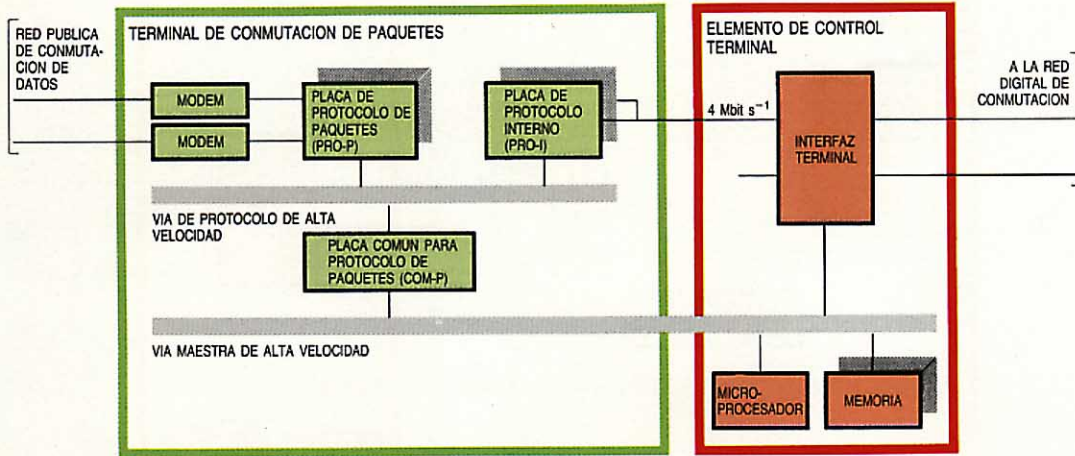 RED PUBLICA
DE CONMUTA-
CION DE
DATOS
TERMINAL DE CONMUTACION DE PAQUETES
MODEM
MODEM
PLACA DE
PROTOCOLO DE
PAQUETES
(PRO-P)
PLACA DE
PROTOCOLO
INTERNO
(PRO-I)
VIA DE PROTOCOLO DE ALTA
VELOCIDAD
PLACA COMUN PARA
PROTOCOLO DE
PAQUETES (COM-P)
VIA MAESTRA DE ALTA VELOCIDAD
ELEMENTO DE CONTROL
TERMINAL
4 Mbit s⁻¹
INTERFAZ
TERMINAL
MICRO-
PROCESADOR
MEMORIA
A LA RED
DIGITAL DE
CONMUTACION